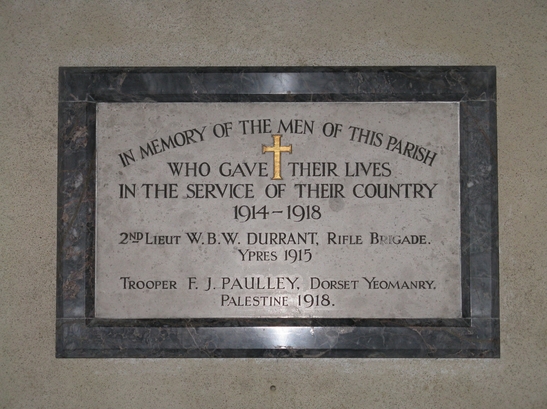 IN MEMORY OF THE MEN OF THIS PARISH
WHO GAVE THEIR LIVES
IN THE SERVICE OF THEIR COUNTRY
1914-1918
2ND LIEUT W.B.W. DURRANT, RIFLE BRIGADE.
YPRES 1915
TROOPER F. J. PAULLEY, DORSET YEOMANRY,
PALESTINE 1918.